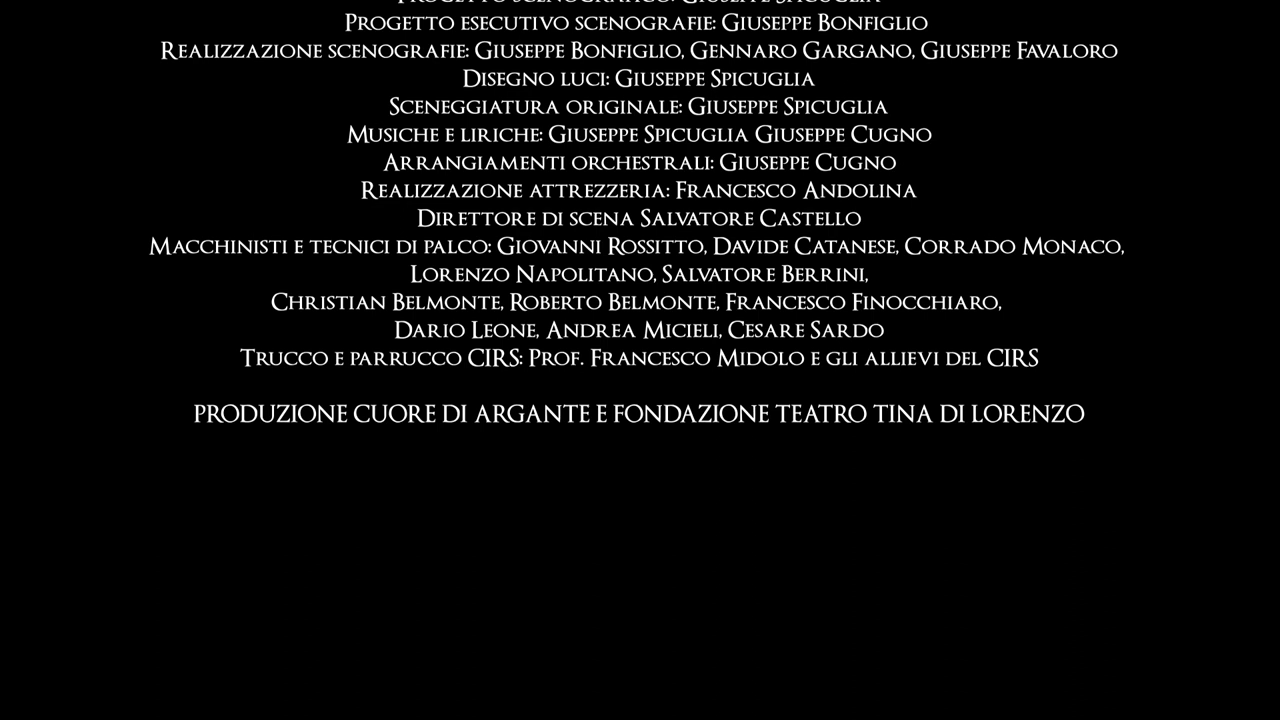 Progetto scenografico: Giuseppe Spicuglia
Progetto esecutivo scenografie: Giuseppe Bonfiglio
Realizzazione scenografie: Giuseppe Bonfiglio, Gennaro Gargano, Giuseppe Favaloro
Disegno luci: Giuseppe Spicuglia
Sceneggiatura originale: Giuseppe Spicuglia
Musiche e liriche: Giuseppe Spicuglia Giuseppe Cugno
Arrangiamenti orchestrali: Giuseppe Cugno
Realizzazione attrezzeria: Francesco Andolina
Direttore di scena Salvatore Castello
Macchinisti e tecnici di palco: Giovanni Rossitto, Davide Catanese, Corrado Monaco,
Lorenzo Napolitano, Salvatore Berrini,
Christian Belmonte, Roberto Belmonte, Francesco Finocchiaro,
Dario Leone, Andrea Micieli, Cesare Sardo
Trucco e parrucco CIRS: Prof. Francesco Midolo e gli allievi del CIRS
PRODUZIONE CUORE DI ARGANTE E FONDAZIONE TEATRO TINA DI LORENZO